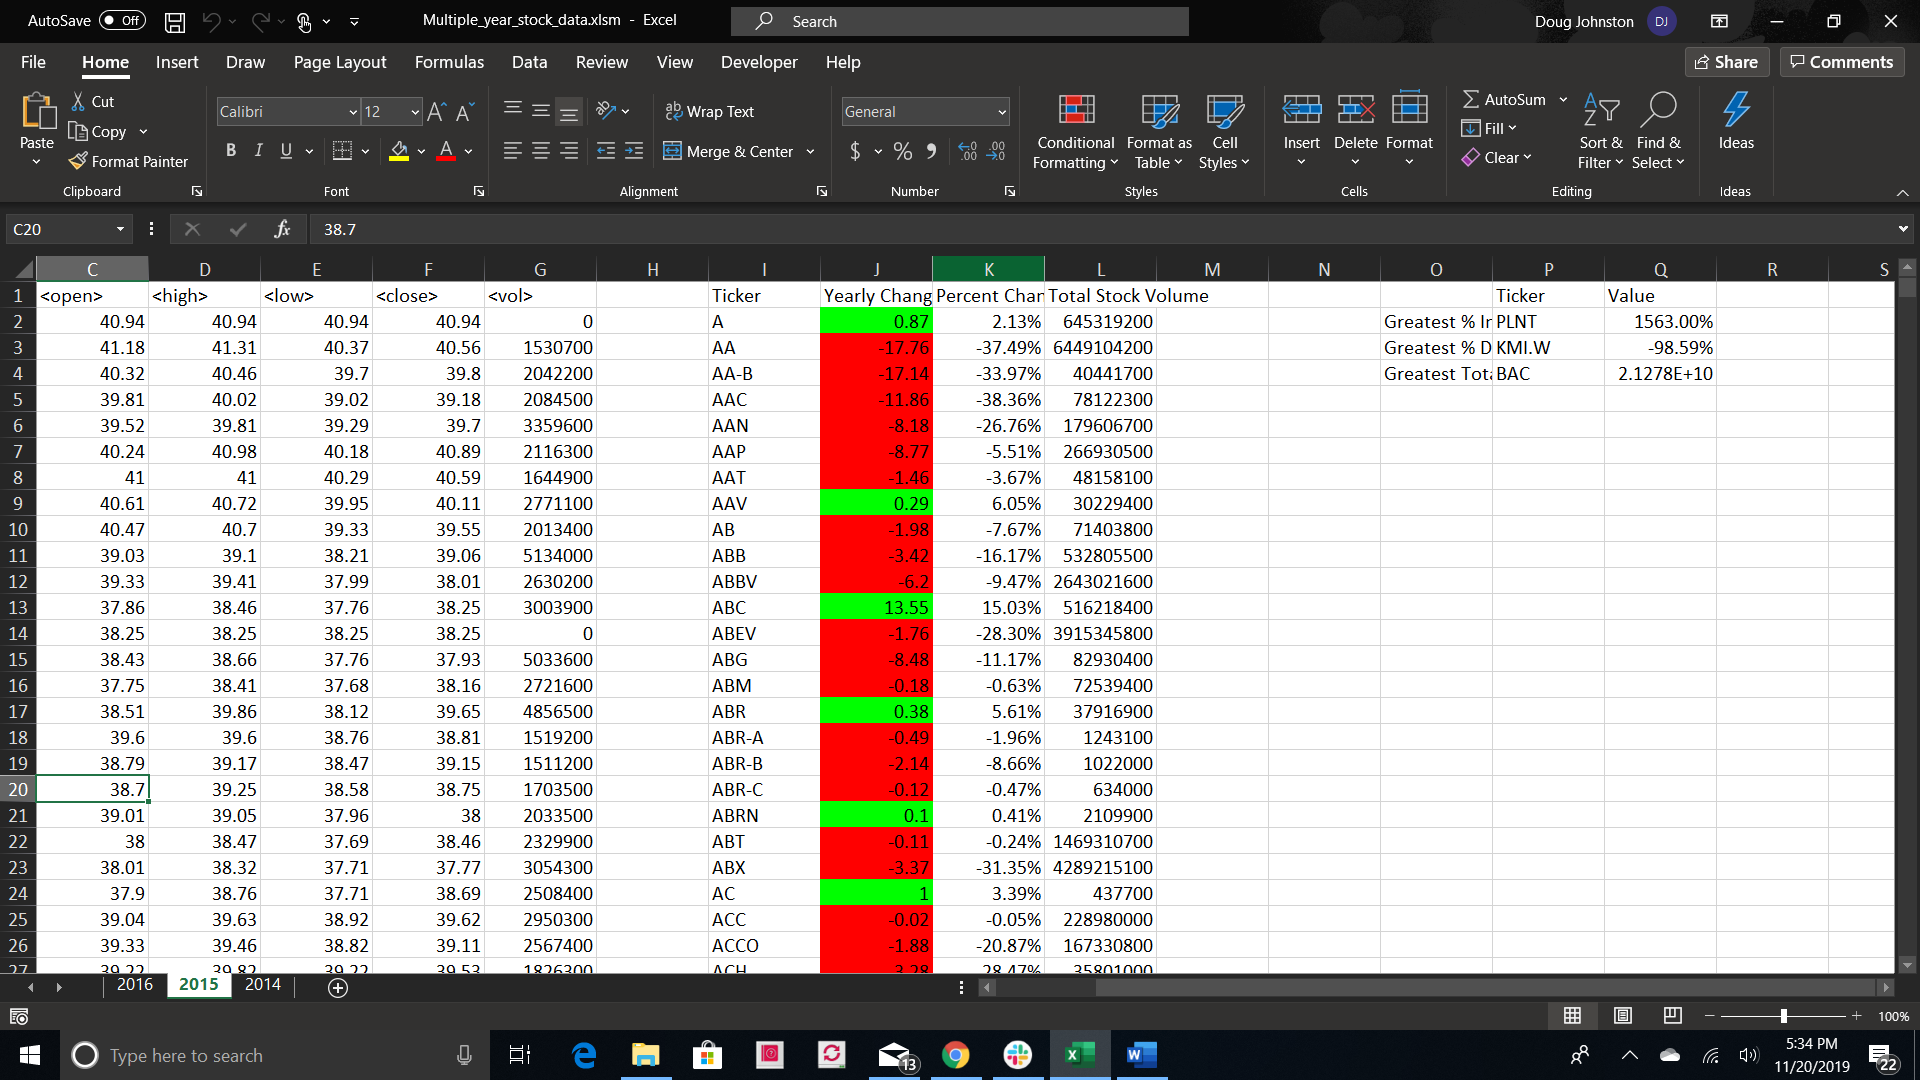 AutoSave Off Multiple_year_stock_data.xlsm - Excel Search Doug Johnston DJ
File Home Insert Draw Page Layout Formulas Data Review View Developer Help Share Comments
Paste Cut Copy Format Painter Clipboard
Calibri 12 B I U A Font
ab Wrap Text Merge & Center Alignment
General $ % Number
Conditional Formatting Format as Table Cell Styles Styles
Insert Delete Format Cells
AutoSum Fill Clear Sort & Filter Find & Select Editing
Ideas Ideas
C20 fx 38.7
C D E F G H I J K L M N O P Q R S
1 <open> <high> <low> <close> <vol> Ticker Yearly Chang Percent Char Total Stock Volume Ticker Value
2 40.94 40.94 40.94 40.94 0 A 0.87 2.13% 645319200 Greatest % Ir PLNT 1563.00%
3 41.18 41.31 40.37 40.56 1530700 AA -17.76 -37.49% 6449104200 Greatest % D KMI.W -98.59%
4 40.32 40.46 39.7 39.8 2042200 AA-B -17.14 -33.97% 40441700 Greatest Tota BAC 2.1278E+10
5 39.81 40.02 39.02 39.18 2084500 AAC -11.86 -38.36% 78122300
6 39.52 39.81 39.29 39.7 3359600 AAN -8.18 -26.76% 179606700
7 40.24 40.98 40.18 40.89 2116300 AAP -8.77 -5.51% 266930500
8 41 41 40.29 40.59 1644900 AAT -1.46 -3.67% 48158100
9 40.61 40.72 39.95 40.11 2771100 AAV 0.29 6.05% 30229400
10 40.47 40.7 39.33 39.55 2013400 AB -1.98 -7.67% 71403800
11 39.03 39.1 38.21 39.06 5134000 ABB -3.42 -16.17% 532805500
12 39.33 39.41 37.99 38.01 2630200 ABBV -6.2 -9.47% 2643021600
13 37.86 38.46 37.76 38.25 3003900 ABC 13.55 15.03% 516218400
14 38.25 38.25 38.25 38.25 0 ABEV -1.76 -28.30% 3915345800
15 38.43 38.66 37.76 37.93 5033600 ABG -8.48 -11.17% 82930400
16 37.75 38.41 37.68 38.16 2721600 ABM -0.18 -0.63% 72539400
17 38.51 39.86 38.12 39.65 4856500 ABR 0.38 5.61% 37916900
18 39.6 39.6 38.76 38.81 1519200 ABR-A -0.49 -1.96% 1243100
19 38.79 39.17 38.47 39.15 1511200 ABR-B -2.14 -8.66% 1022000
20 38.7 39.25 38.58 38.75 1703500 ABR-C -0.12 -0.47% 634000
21 39.01 39.05 37.96 38 2033500 ABRN 0.1 0.41% 2109900
22 38 38.47 37.69 38.46 2329900 ABT -0.11 -0.24% 1469310700
23 38.01 38.32 37.71 37.77 3054300 ABX -3.37 -31.35% 4289215100
24 37.9 38.76 37.71 38.69 2508400 AC 1 3.39% 437700
25 39.04 39.63 38.92 39.62 2950300 ACC -0.02 -0.05% 228980000
26 39.33 39.46 38.82 39.11 2567400 ACCO -1.88 -20.87% 167330800
27 39.22 39.82 39.22 39.53 1826300 ACH 3.28 28.47% 35801000
2016 2015 2014
100%
Type here to search 13 5:34 PM
11/20/2019 22